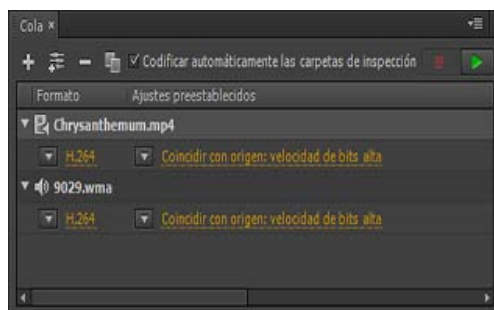 Cola ×
Codificar automáticamente las carpetas de inspección
Formato Ajustes preestablecidos
Chrysanthemum.mp4
H.264 Coincidir con origen: velocidad de bits alta
9029.wma
H.264 Coincidir con origen: velocidad de bits alta